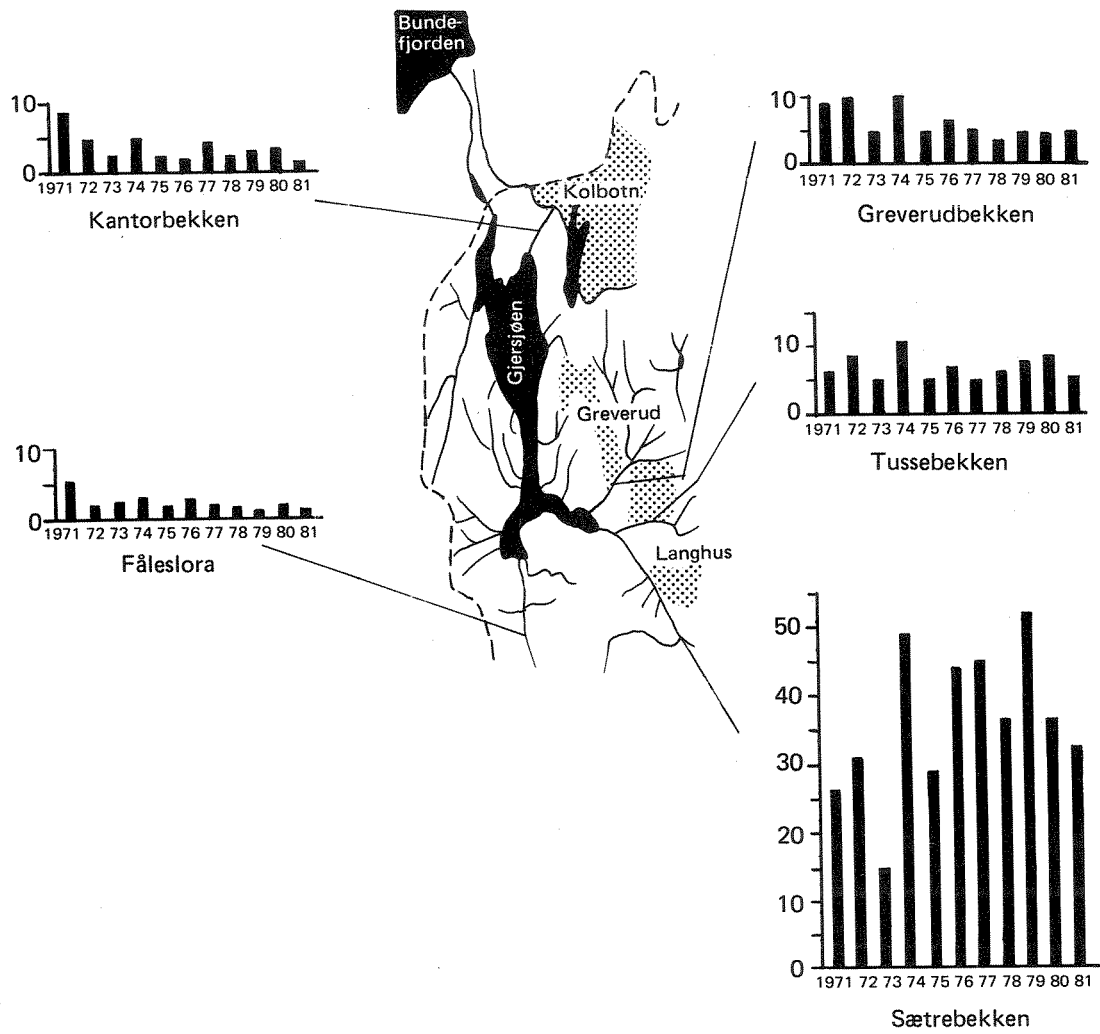 Bunde-
fjorden
10
0
1971 72 73 74 75 76 77 78 79 80 81
Kantorbekken
10
0
1971 72 73 74 75 76 77 78 79 80 81
Greverudbekken
Kolbotn
Gjersjøen
10
0
1971 72 73 74 75 76 77 78 79 80 81
Tussebekken
Greverud
10
0
1971 72 73 74 75 76 77 78 79 80 81
Fåleslora
Langhus
50
40
30
20
10
0
1971 72 73 74 75 76 77 78 79 80 81
Sætrebekken